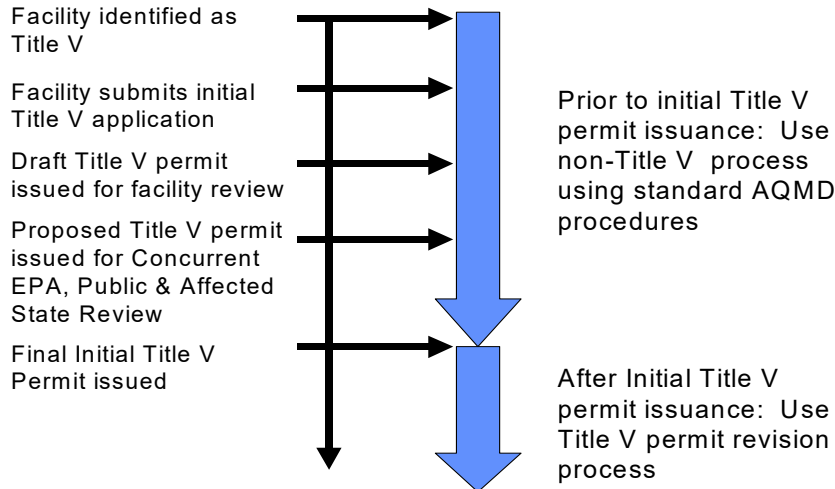 Facility identified as
Title V
Facility submits initial
Title V application
Draft Title V permit
issued for facility review
Proposed Title V permit
issued for Concurrent
EPA, Public & Affected
State Review
Final Initial Title V
Permit issued
Prior to initial Title V
permit issuance: Use
non-Title V process
using standard AQMD
procedures
After Initial Title V
permit issuance: Use
Title V permit revision
process